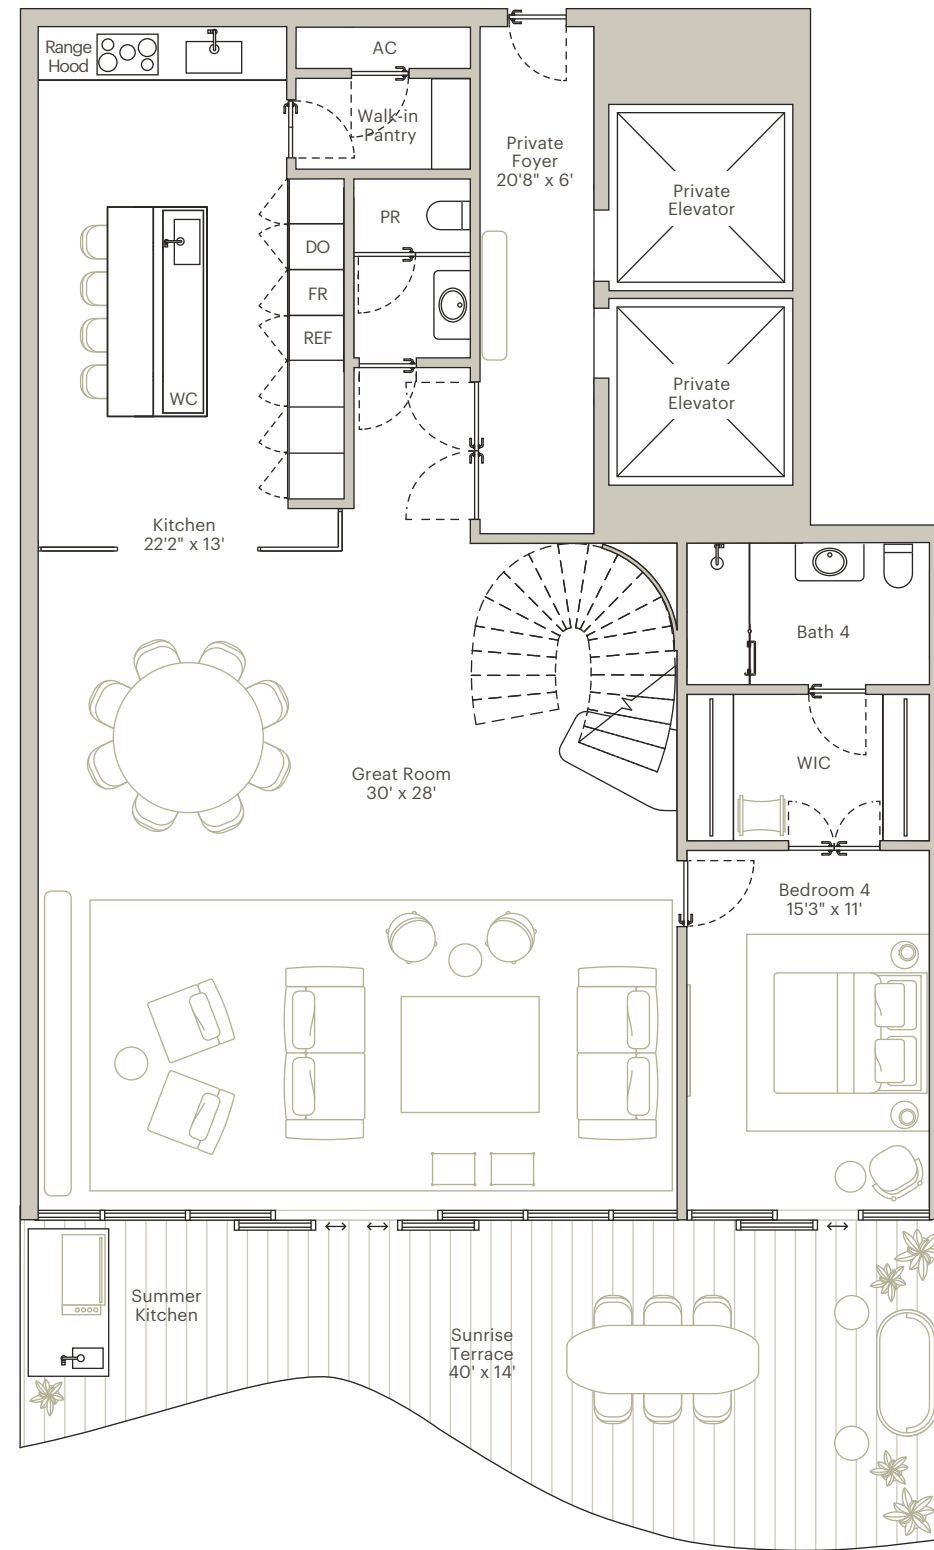 Range
Hood
AC
Walk-in
Pantry
Private
Foyer
20'8" x 6'
Private
Elevator
PR
DO
FR
REF
WC
Private
Elevator
Kitchen
22'2" x 13'
Bath 4
Great Room
30' x 28'
WIC
Bedroom 4
15'3" x 11'
Summer
Kitchen
Sunrise
Terrace
40' x 14'